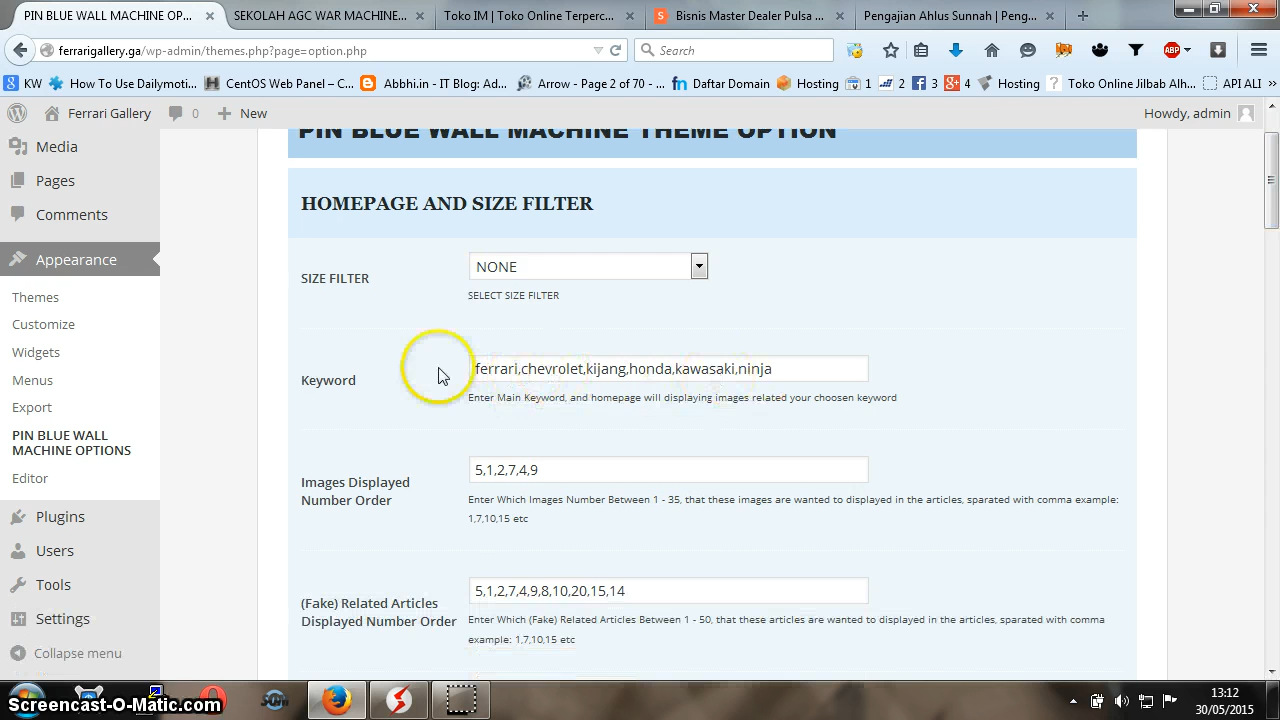 PIN BLUE WALL MACHINE OP...
SEKOLAH AGC WAR MACHINE...
Toko IM | Toko Online Terperc...
Bisnis Master Dealer Pulsa ...
Pengajian Ahlus Sunnah | Peng...
ferrarigallery.ga/wp-admin/themes.php?page=option.php
Search
ABP
KW
How To Use Dailymoti...
CentOS Web Panel – C...
Abbhi.in - IT Blog: Ad...
Arrow - Page 2 of 70 - ...
Daftar Domain
Hosting
1
2
3
4
Hosting
Toko Online Jilbab Alh...
API ALI
Ferrari Gallery
0
New
Howdy, admin
Media
Pages
Comments
Appearance
Themes
Customize
Widgets
Menus
Export
PIN BLUE WALL
MACHINE OPTIONS
Editor
Plugins
Users
Tools
Settings
Collapse menu
PIN BLUE WALL MACHINE THEME OPTION
HOMEPAGE AND SIZE FILTER
SIZE FILTER
NONE
SELECT SIZE FILTER
Keyword
ferrari,chevrolet,kijang,honda,kawasaki,ninja
Enter Main Keyword, and homepage will displaying images related your choosen keyword
Images Displayed
Number Order
5,1,2,7,4,9
Enter Which Images Number Between 1 - 35, that these images are wanted to displayed in the articles, sparated with comma example:
1,7,10,15 etc
(Fake) Related Articles
Displayed Number Order
5,1,2,7,4,9,8,10,20,15,14
Enter Which (Fake) Related Articles Between 1 - 50, that these articles are wanted to displayed in the articles, sparated with comma
example: 1,7,10,15 etc
Screencast-O-Matic.com
13:12
30/05/2015